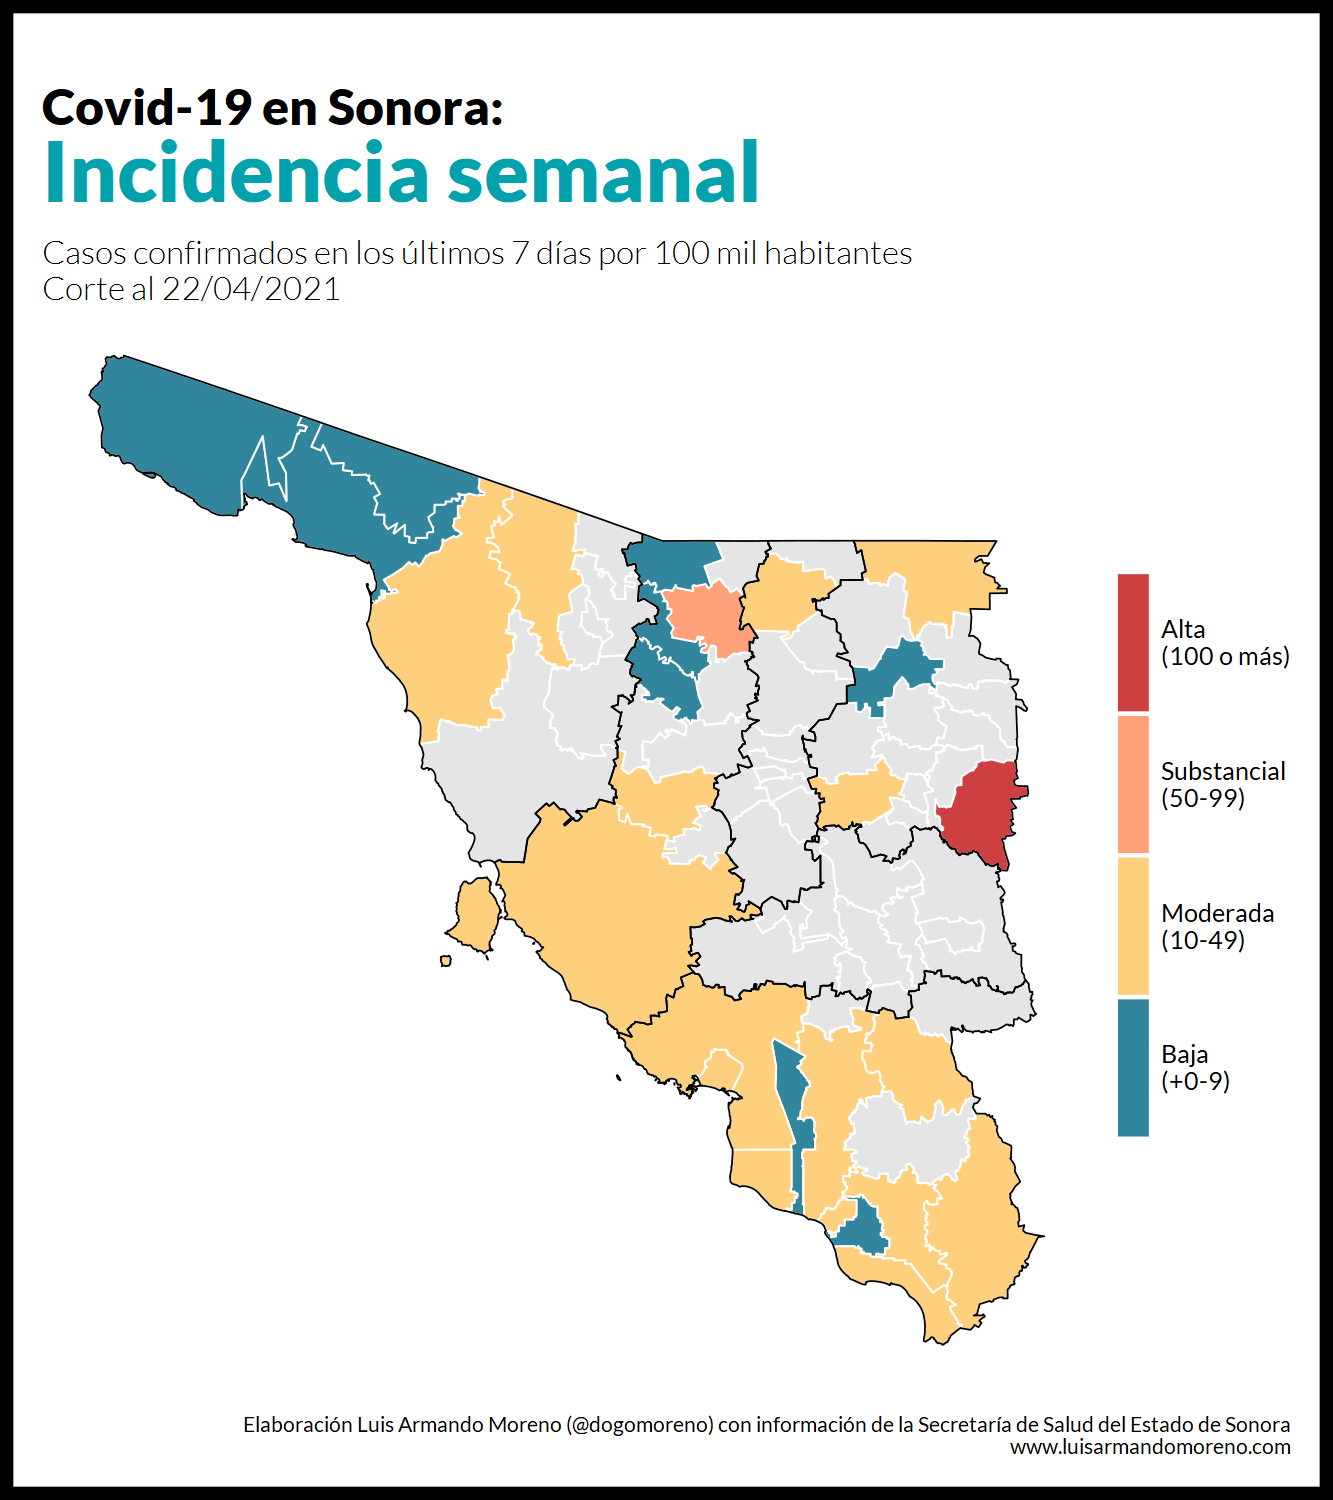 Covid-19 en Sonora:
Incidencia semanal
Casos confirmados en los últimos 7 días por 100 mil habitantes
Corte al 22/04/2021
Alta
(100 o más)
Substancial
(50-99)
Moderada
(10-49)
Baja
(+0-9)
Elaboración Luis Armando Moreno (@dogomoreno) con información de la Secretaría de Salud del Estado de Sonora
www.luisarmandomoreno.com